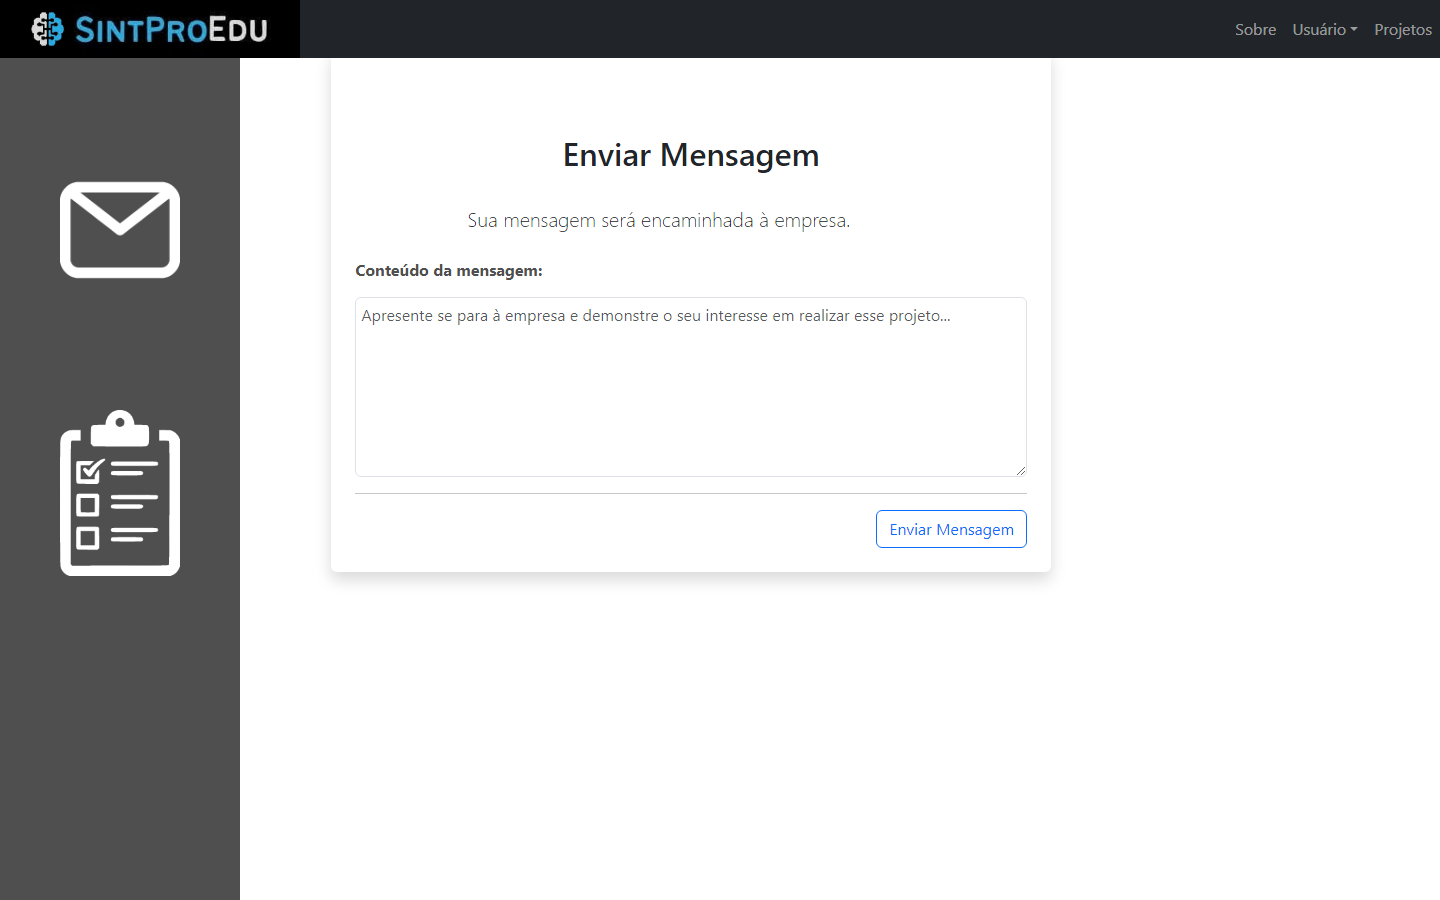 SINTPROEDU
Sobre Usuário Projetos
Enviar Mensagem
Sua mensagem será encaminhada à empresa.
Conteúdo da mensagem:
Apresente se para à empresa e demonstre o seu interesse em realizar esse projeto...
Enviar Mensagem